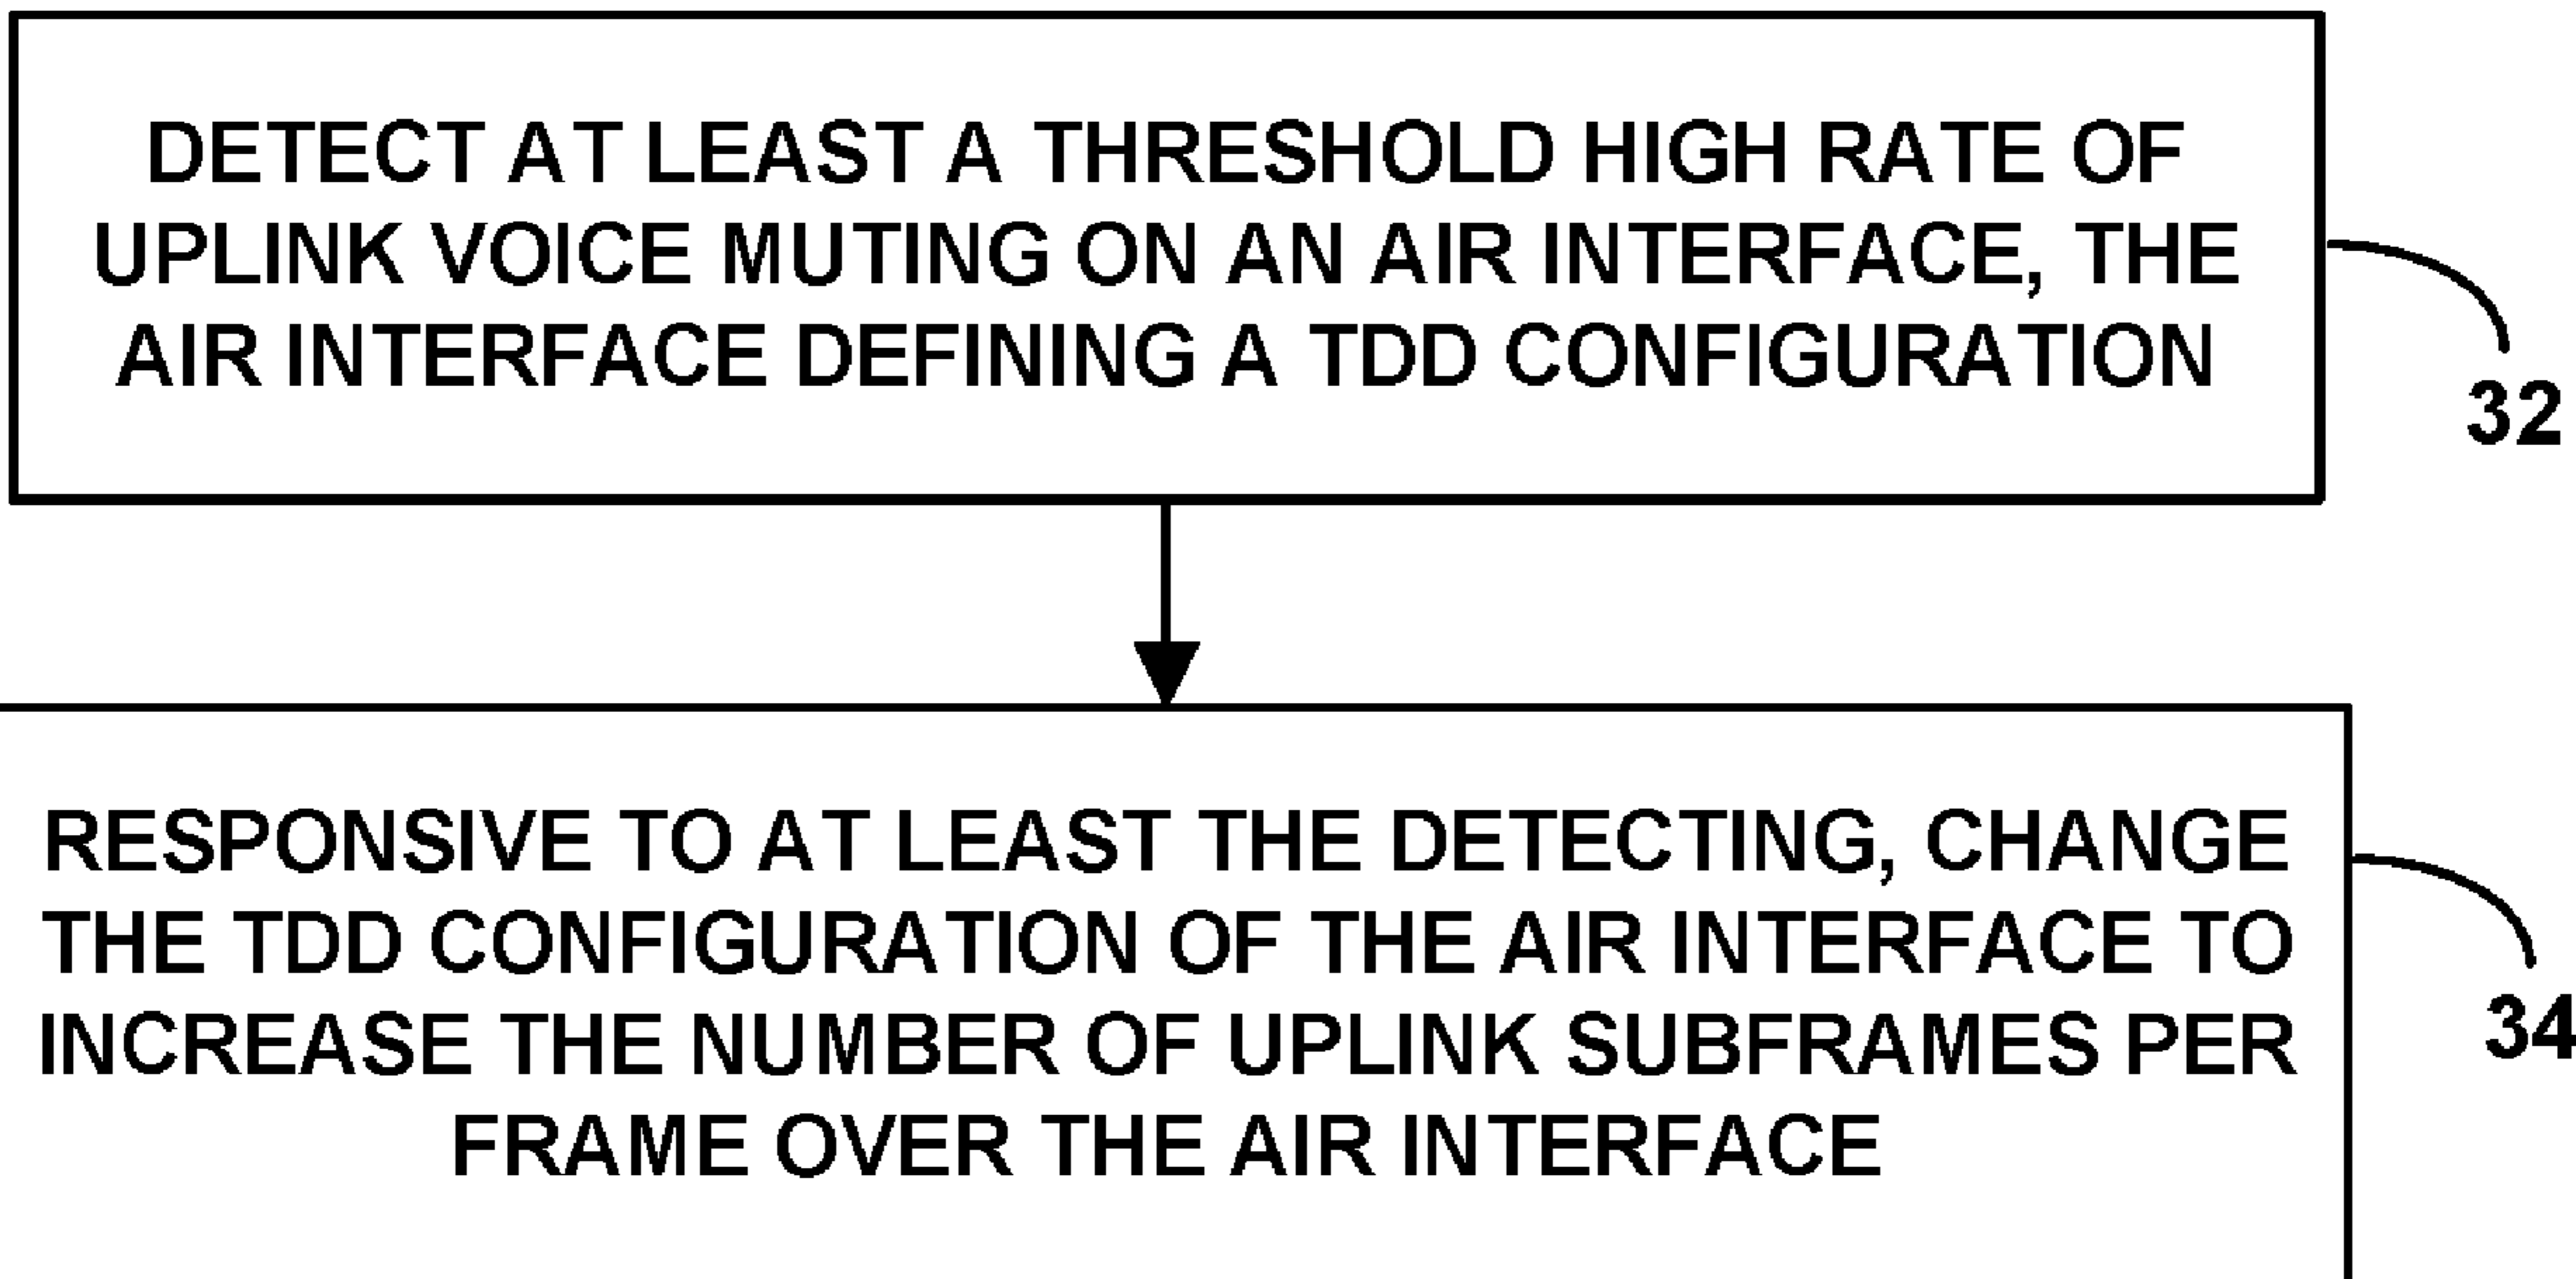 DETECT AT LEAST A THRESHOLD HIGH RATE OF
UPLINK VOICE MUTING ON AN AIR INTERFACE, THE
AIR INTERFACE DEFINING A TDD CONFIGURATION
32
RESPONSIVE TO AT LEAST THE DETECTING, CHANGE
THE TDD CONFIGURATION OF THE AIR INTERFACE TO
INCREASE THE NUMBER OF UPLINK SUBFRAMES PER
FRAME OVER THE AIR INTERFACE
34